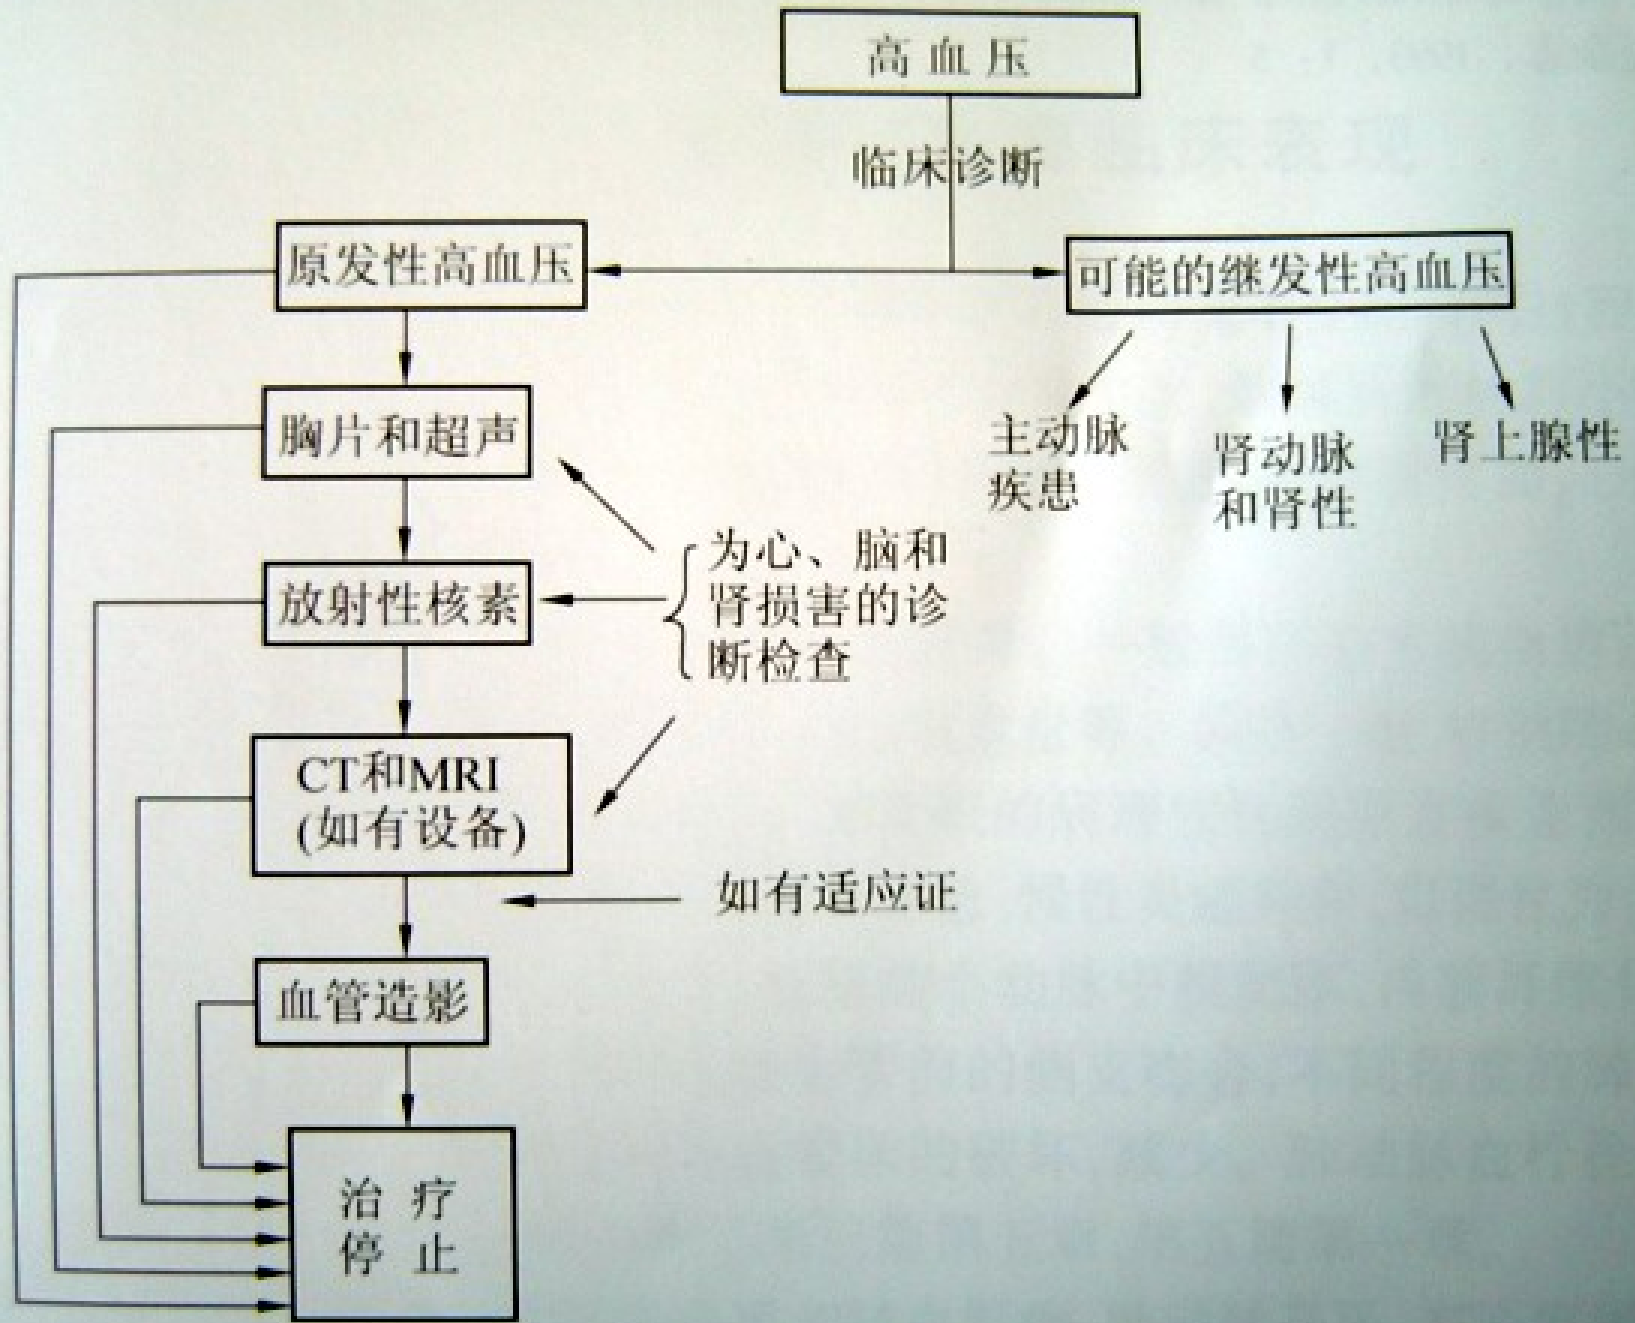 高血压
临床诊断
原发性高血压
可能的继发性高血压
胸片和超声
主动脉
疾患
肾动脉
和肾性
肾上腺性
放射性核素
为心、脑和
肾损害的诊
断检查
CT和MRI
(如有设备)
如有适应证
血管造影
治疗
停止